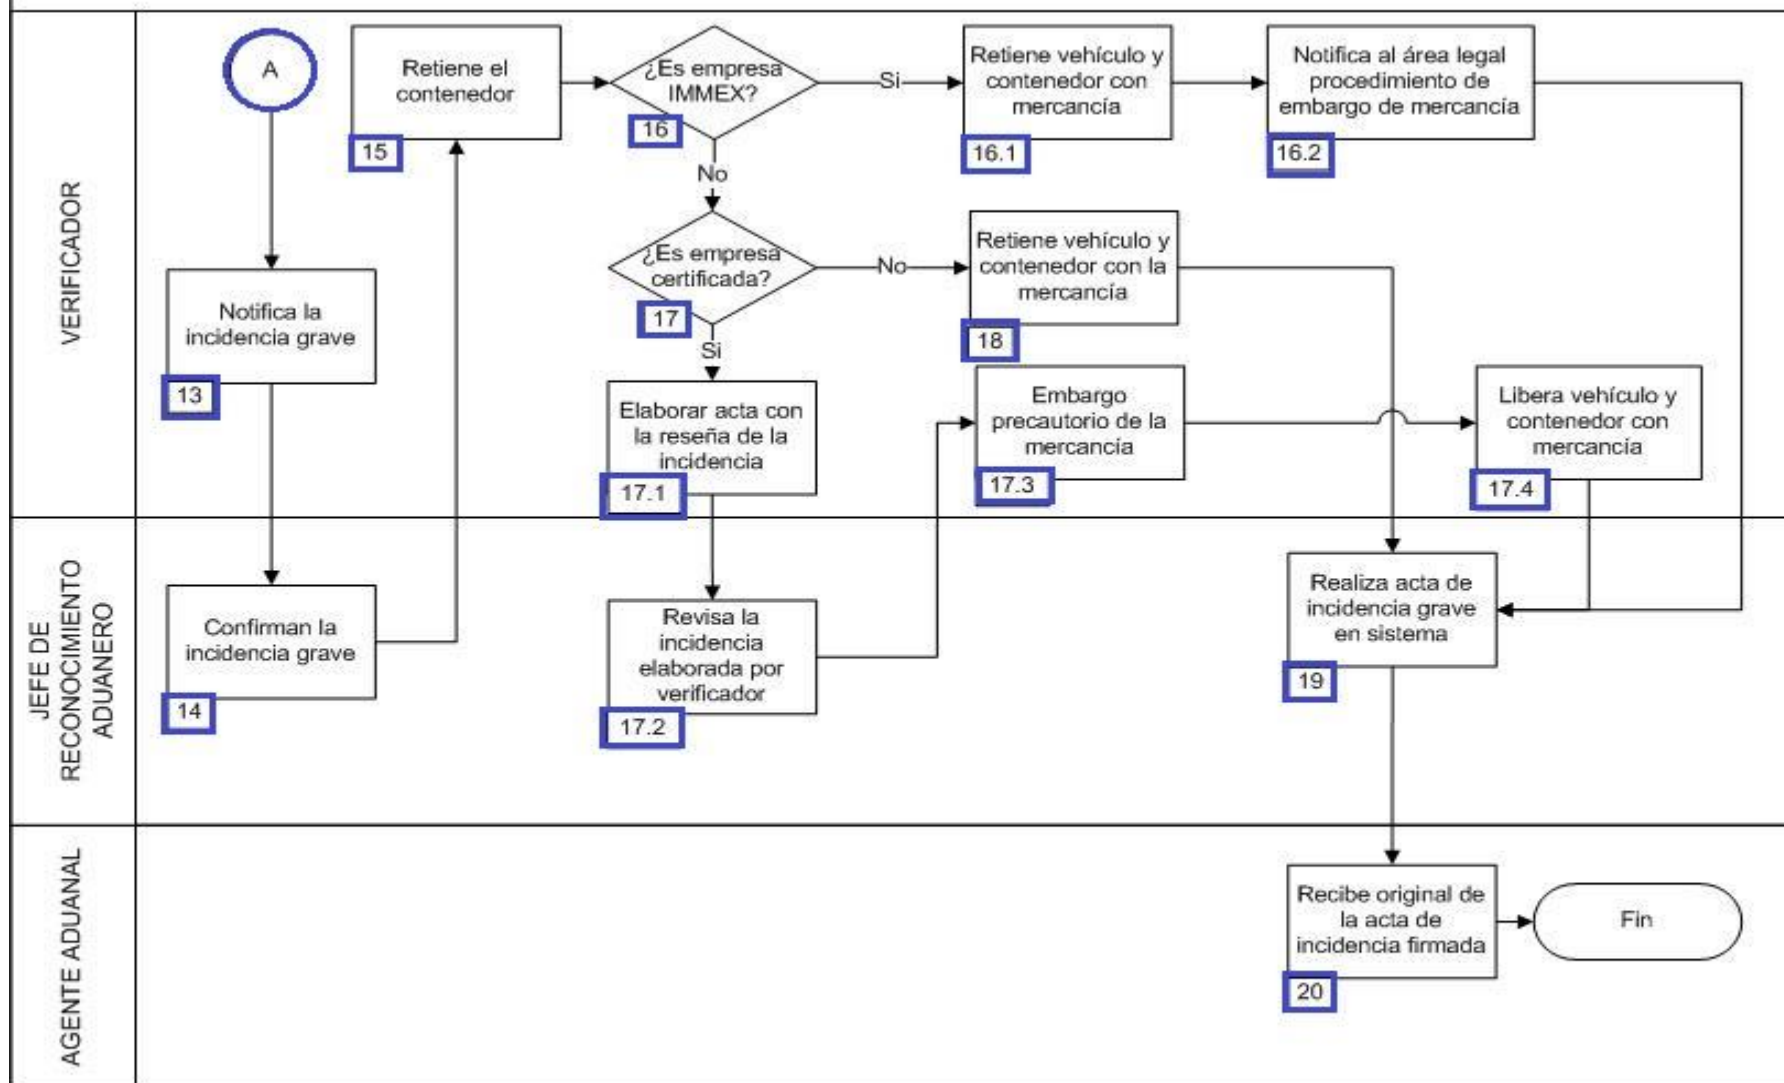 VERIFICADOR
A
Notifica la
incidencia grave
13
Retiene el
contenedor
15
¿Es empresa
IMMEX?
16
Si
No
Retiene vehículo y
contenedor con
mercancía
16.1
Notifica al área legal
procedimiento de
embargo de mercancía
16.2
¿Es empresa
certificada?
17
No
Si
Retiene vehículo y
contenedor con la
mercancía
18
Elaborar acta con
la reseña de la
incidencia
17.1
Embargo
precautorio de la
mercancía
17.3
Libera vehículo y
contenedor con
mercancía
17.4
JEFE DE
RECONOCIMIENTO
ADUANERO
Confirman la
incidencia grave
14
Revisa la
incidencia
elaborada por
verificador
17.2
Realiza acta de
incidencia grave
en sistema
19
AGENTE ADUANAL
Recibe original de
la acta de
incidencia firmada
20
Fin